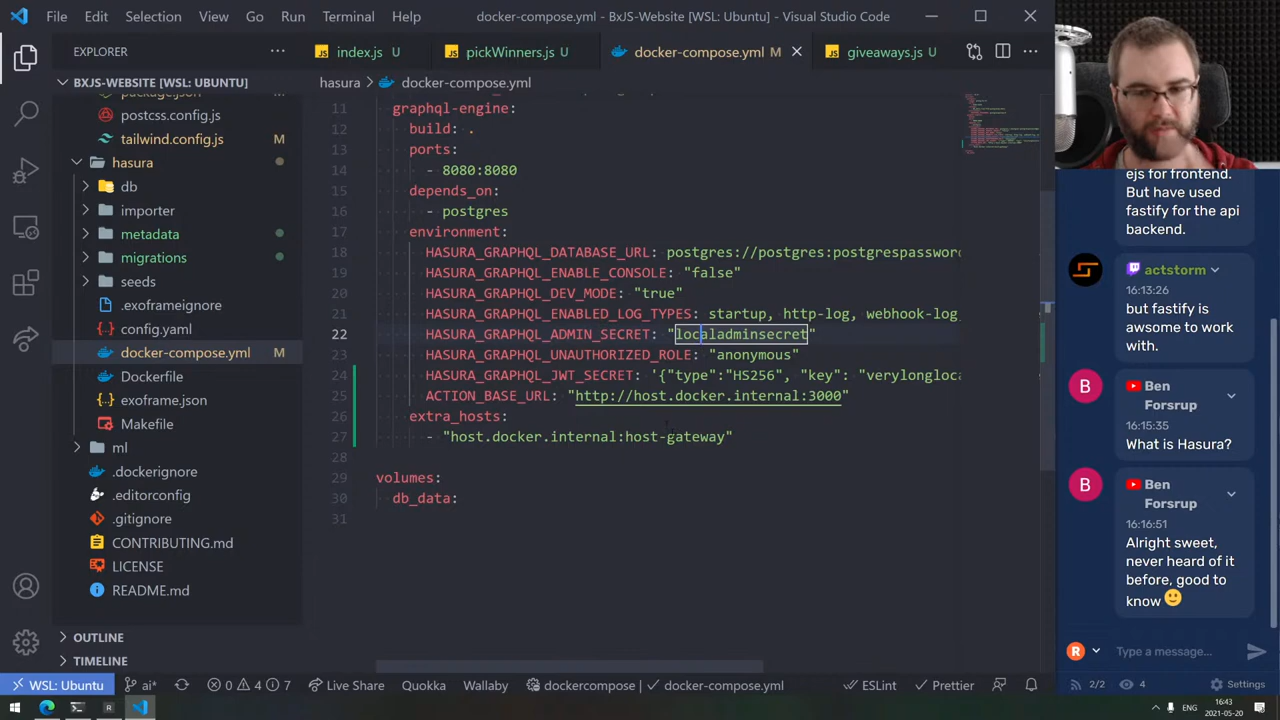 File Edit Selection View Go Run Terminal Help
docker-compose.yml - BxJS-Website [WSL: Ubuntu] - Visual Studio Code
EXPLORER
index.js M
pickWinners.js M
docker-compose.yml M
giveaways.js M
BXJS-WEBSITE [WSL: UBUNTU]
hasura > docker-compose.yml
package.json
postcss.config.js
tailwind.config.js M
hasura
db
importer
metadata
migrations
seeds
.exoframeignore
config.yaml
docker-compose.yml M
Dockerfile
exoframe.json
Makefile
ml
.dockerignore
.editorconfig
.gitignore
CONTRIBUTING.md
LICENSE
README.md
OUTLINE
TIMELINE
11 graphql-engine:
12 build: .
13 ports:
14 - 8080:8080
15 depends_on:
16 - postgres
17 environment:
18 HASURA_GRAPHQL_DATABASE_URL: postgres://postgres:postgrespassword
19 HASURA_GRAPHQL_ENABLE_CONSOLE: "false"
20 HASURA_GRAPHQL_DEV_MODE: "true"
21 HASURA_GRAPHQL_ENABLED_LOG_TYPES: startup, http-log, webhook-log,
22 HASURA_GRAPHQL_ADMIN_SECRET: "localadminsecret"
23 HASURA_GRAPHQL_UNAUTHORIZED_ROLE: "anonymous"
24 HASURA_GRAPHQL_JWT_SECRET: '{"type":"HS256", "key": "verylongloca
25 ACTION_BASE_URL: "http://host.docker.internal:3000"
26 extra_hosts:
27 - "host.docker.internal:host-gateway"
28
29 volumes:
30 db_data:
31
ejs for frontend.
But have used
fastify for the api
backend.
actstorm
16:13:26
but fastify is
awsome to work
with.
B
Ben
Forsrup
16:15:35
What is Hasura?
B
Ben
Forsrup
16:16:51
Alright sweet,
never heard of it
before, good to
know
R
Type a message...
2/2 4 Settings
WSL: Ubuntu ai* 0 4 7 Live Share Quokka Wallaby dockercompose | docker-compose.yml ESLint Prettier
ENG
16:43
2021-05-20